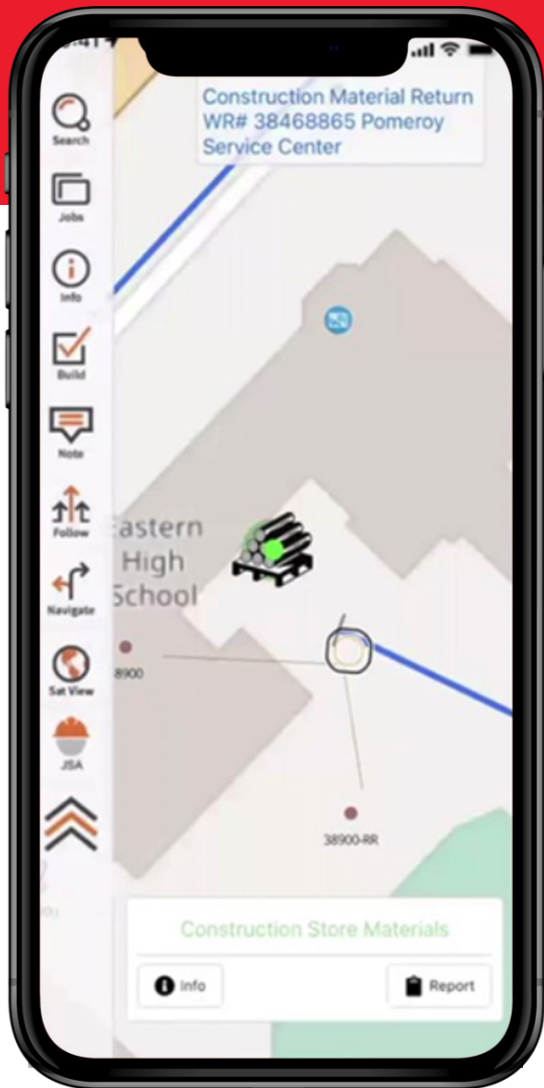 Construction Material Return
WR# 38468865 Pomeroy
Service Center
Search
Jobs
Info
Build
Note
Follow
Navigate
Sat View
JSA
Eastern
High
School
8900
38900-RR
Construction Store Materials
Info
Report